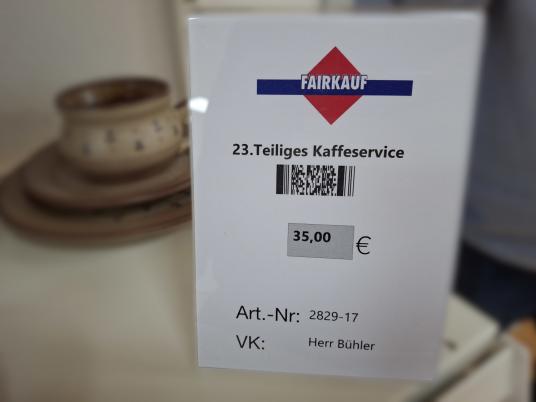 FAIRKAUF
23.Teiliges Kaffeservice
35,00 €
Art.-Nr: 2829-17
VK: Herr Bühler